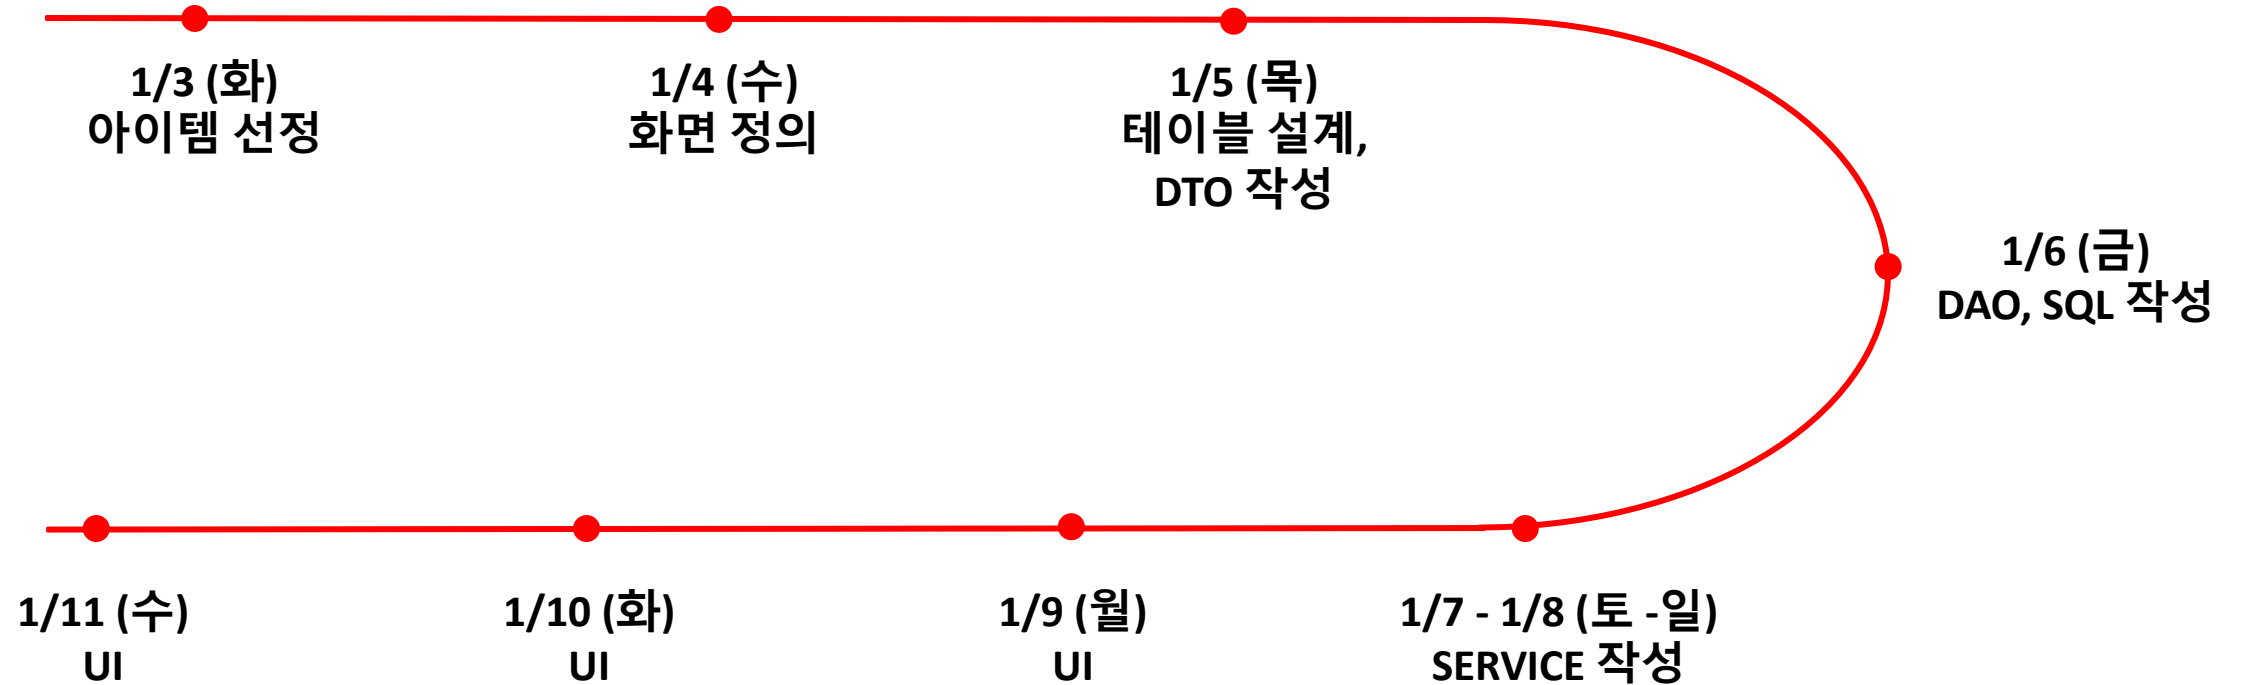 1/3 (화)
아이템 선정
1/4 (수)
화면 정의
1/5 (목)
테이블 설계,
DTO 작성
1/6 (금)
DAO, SQL 작성
1/7 - 1/8 (토 -일)
SERVICE 작성
1/9 (월)
UI
1/10 (화)
UI
1/11 (수)
UI